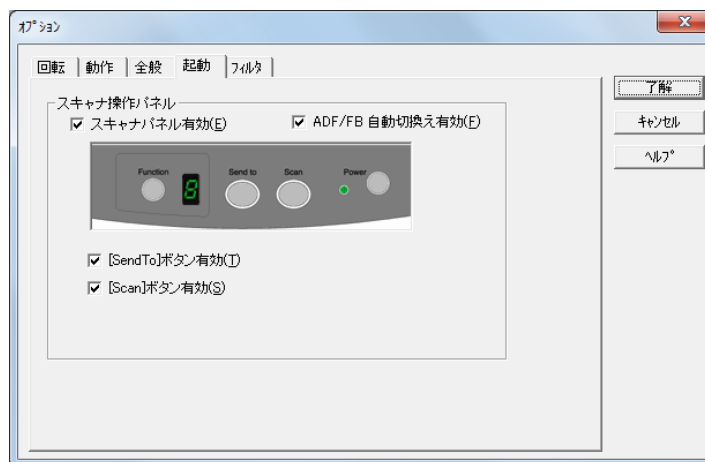 ｵﾌﾟｼｮﾝ
回転 動作 全般 起動 ﾌｨﾙﾀ
了解
スキャナ操作パネル
スキャナパネル有効(E) ADF/FB 自動切換え有効(F)
ｷｬﾝｾﾙ
ﾍﾙﾌﾟ
Function 8 Send to Scan Power
[SendTo]ボタン有効(T)
[Scan]ボタン有効(S)